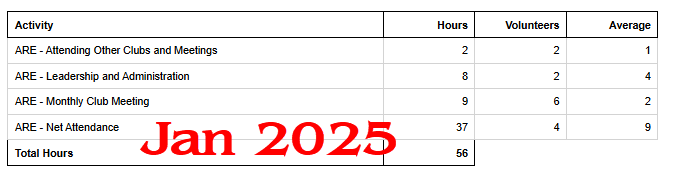 Activity Hours Volunteers Average
ARE - Attending Other Clubs and Meetings 2 2 1
ARE - Leadership and Administration 8 2 4
ARE - Monthly Club Meeting 9 6 2
ARE - Net Attendance 37 4 9
Jan 2025
Total Hours 56